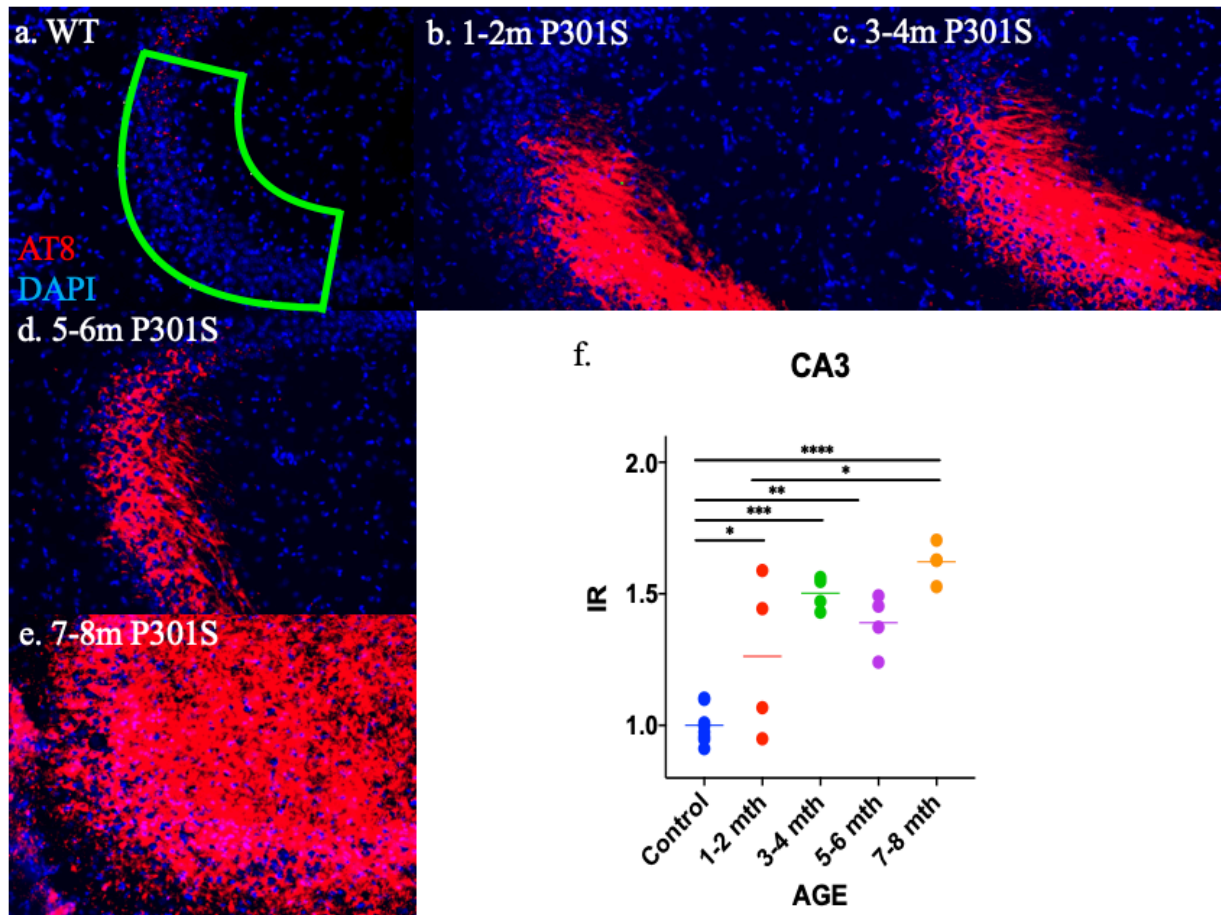 a. WT
b. 1-2m P301S
c. 3-4m P301S
AT8
DAPI
d. 5-6m P301S
e. 7-8m P301S
f.
CA3
****
*
**
***
*
2.0
1.5
1.0
IR
Control
1-2 mth
3-4 mth
5-6 mth
7-8 mth
AGE